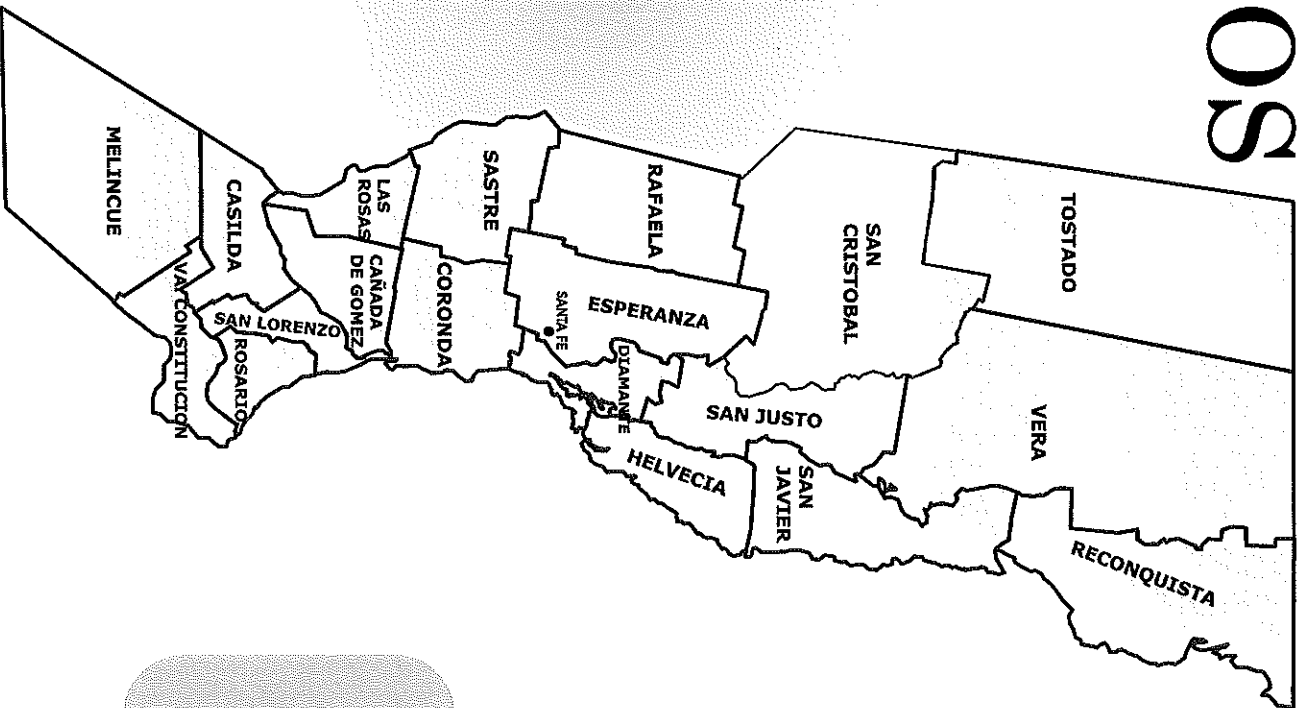 OS
TOSTADO
VERA
RECONQUISTA
SAN
CRISTOBAL
SAN
JAVIER
SAN JUSTO
RAFAELA
ESPERANZA
HELVECIA
DIAMANTE
SANTA FE
SASTRE
CORONDA
LAS
ROSAS
CAÑADA
DE GOMEZ
SAN LORENZO
CASILDA
ROSARIO
VAY CONSTITUCION
MELINCUE